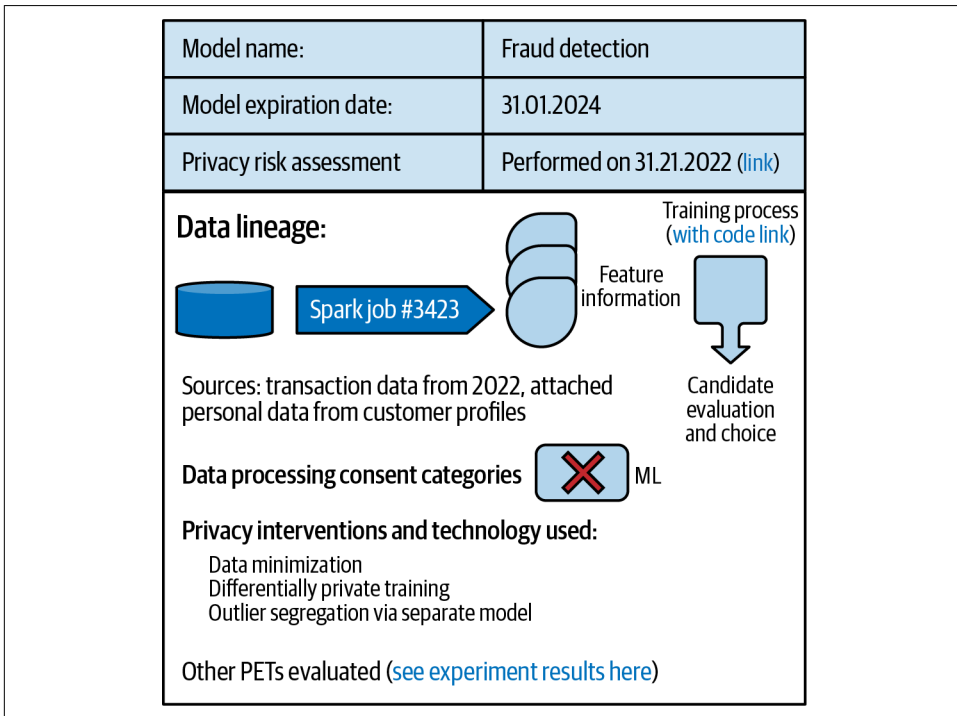 Model name:
Fraud detection
Model expiration date:
31.01.2024
Privacy risk assessment
Performed on 31.21.2022 (link)
Data lineage:
Spark job #3423
Feature
information
Training process
(with code link)
Candidate
evaluation
and choice
Sources: transaction data from 2022, attached
personal data from customer profiles
Data processing consent categories
ML
Privacy interventions and technology used:
Data minimization
Differentially private training
Outlier segregation via separate model
Other PETs evaluated (see experiment results here)